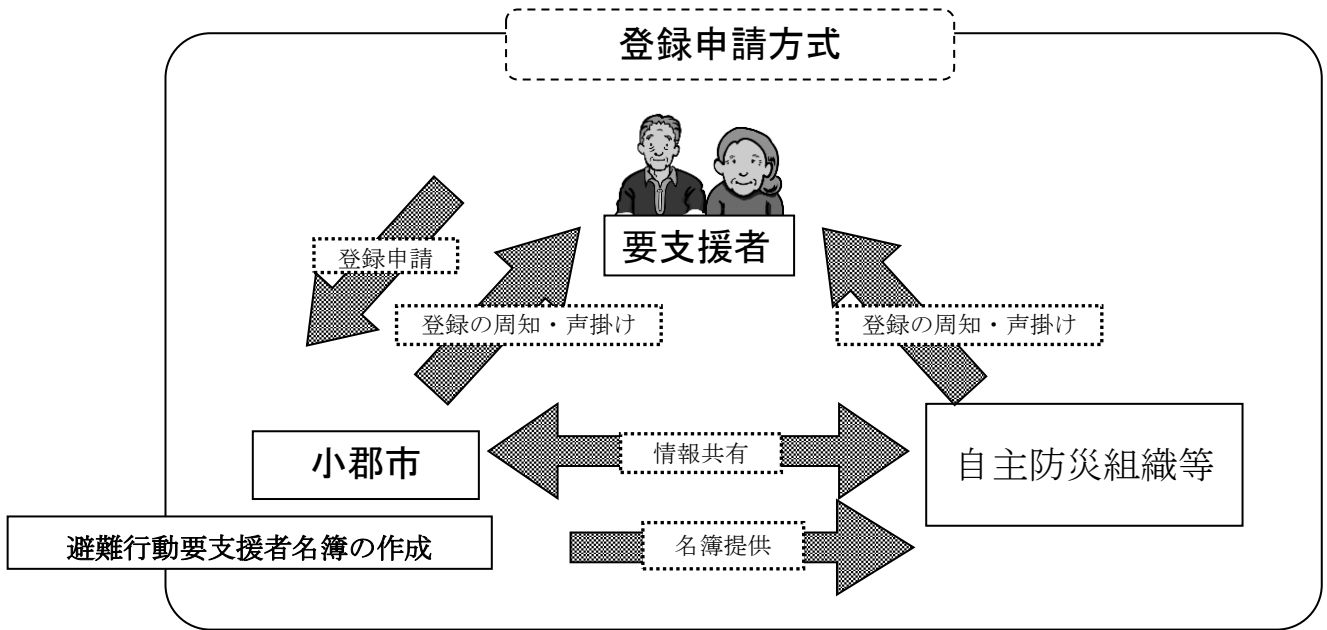 登録申請方式
要支援者
登録申請
登録の周知・声掛け
登録の周知・声掛け
小郡市
情報共有
自主防災組織等
避難行動要支援者名簿の作成
名簿提供